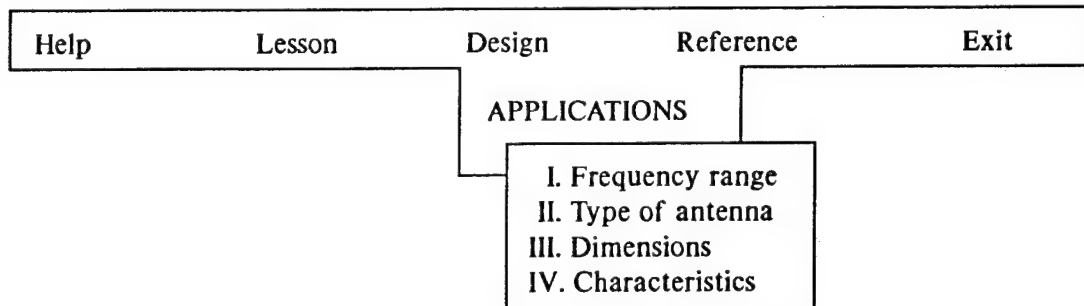 Help Lesson Design Reference Exit
APPLICATIONS
I. Frequency range
II. Type of antenna
III. Dimensions
IV. Characteristics